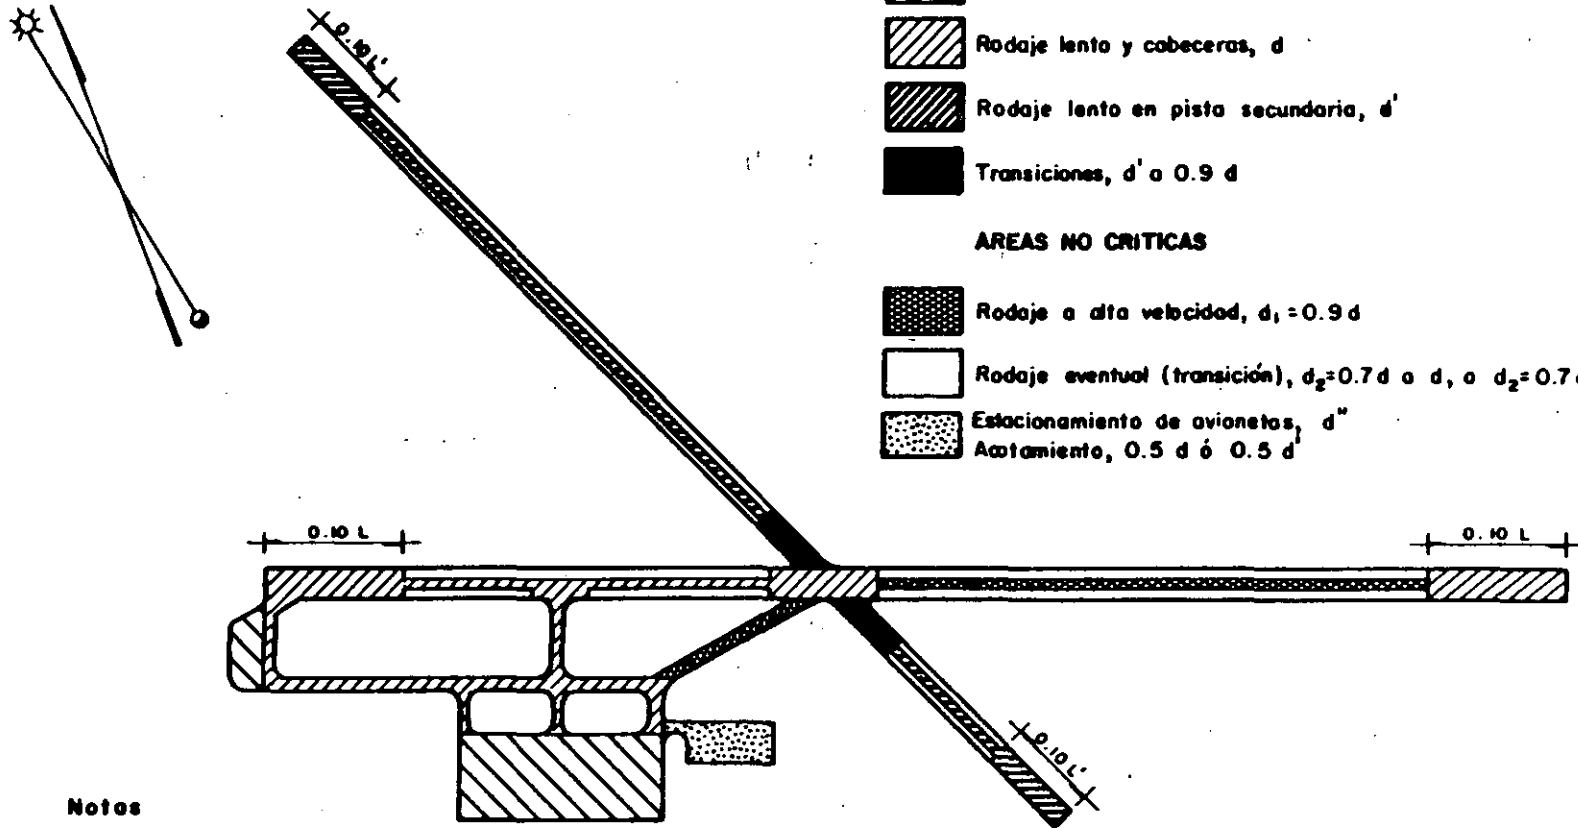 0.10 L'
Rodaje lento y cabeceras, d
Rodaje lento en pista secundaria, d'
Transiciones, d' a 0.9 d
AREAS NO CRITICAS
Rodaje a alta velocidad, d₁ = 0.9 d
Rodaje eventual (transición), d₂=0.7 d a d, o d₂=0.7
Estacionamiento de avionetas, d"
Acotamiento, 0.5 d ó 0.5 d'
0.10 L
0.10 L
0.10 L'
Notas